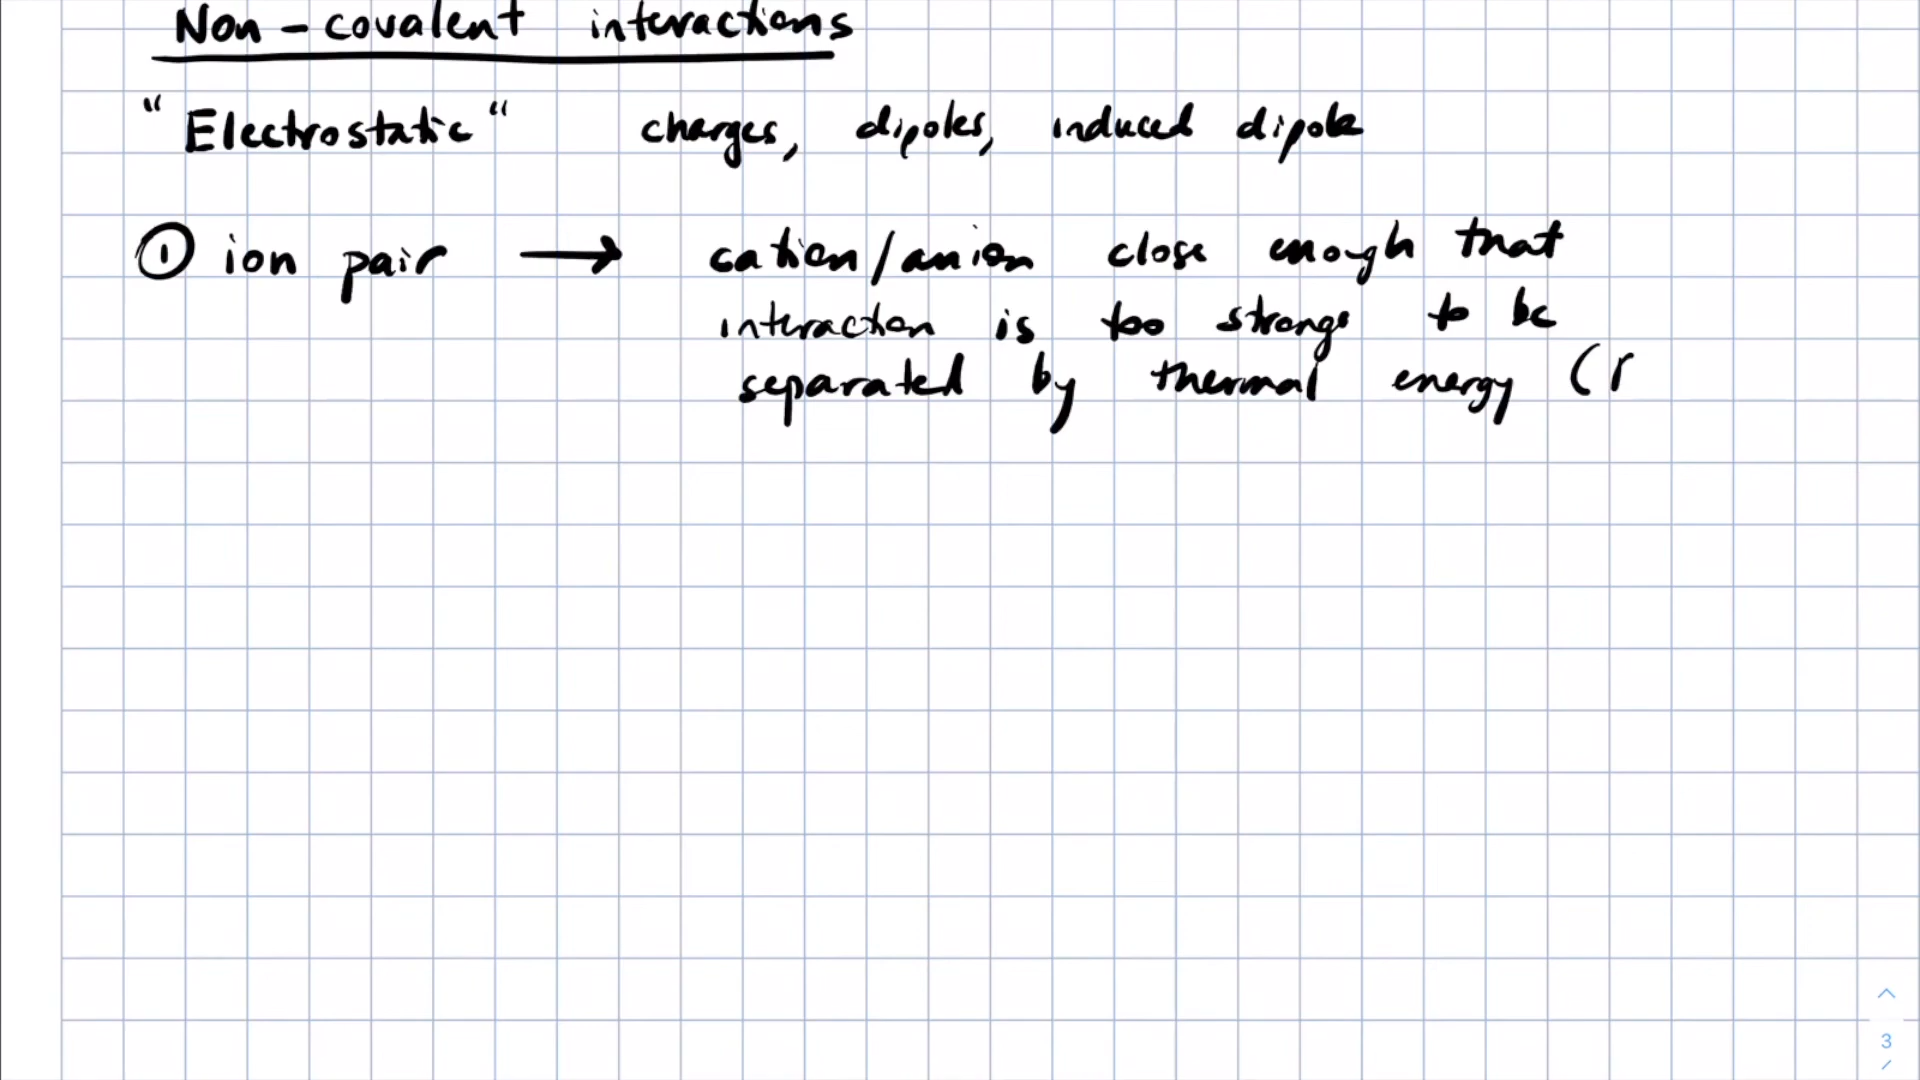 Non-covalent interactions
"Electrostatic" charges, dipoles, induced dipole
① ion pair → cation/anion close enough that
interaction is too strong to be
separated by thermal energy (r
3